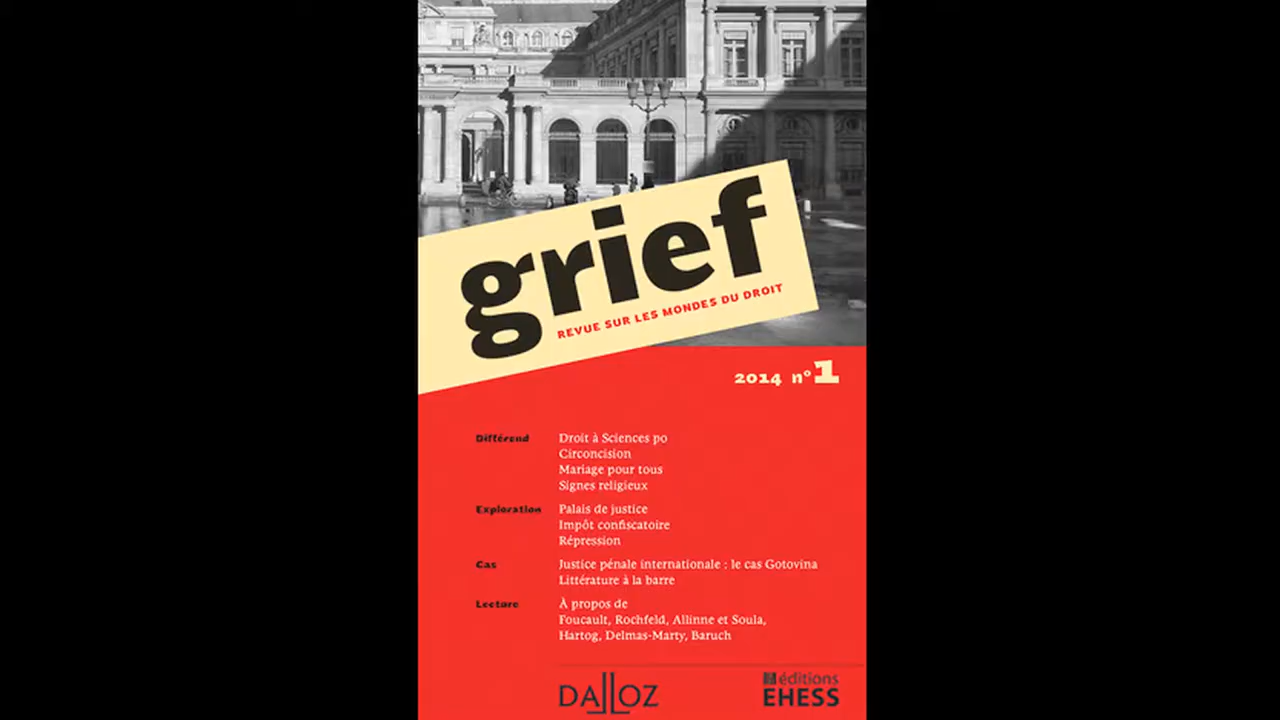 grief
REVUE SUR LES MONDES DU DROIT
2014 nº1
Différend
Droit à Sciences po
Circoncision
Mariage pour tous
Signes religieux
Exploration
Palais de justice
Impôt confiscatoire
Répression
Cas
Justice pénale internationale : le cas Gotovina
Littérature à la barre
Lecture
À propos de
Foucault, Rochfeld, Allinne et Soula,
Hartog, Delmas-Marty, Baruch
DALLOZ
éditions
EHESS